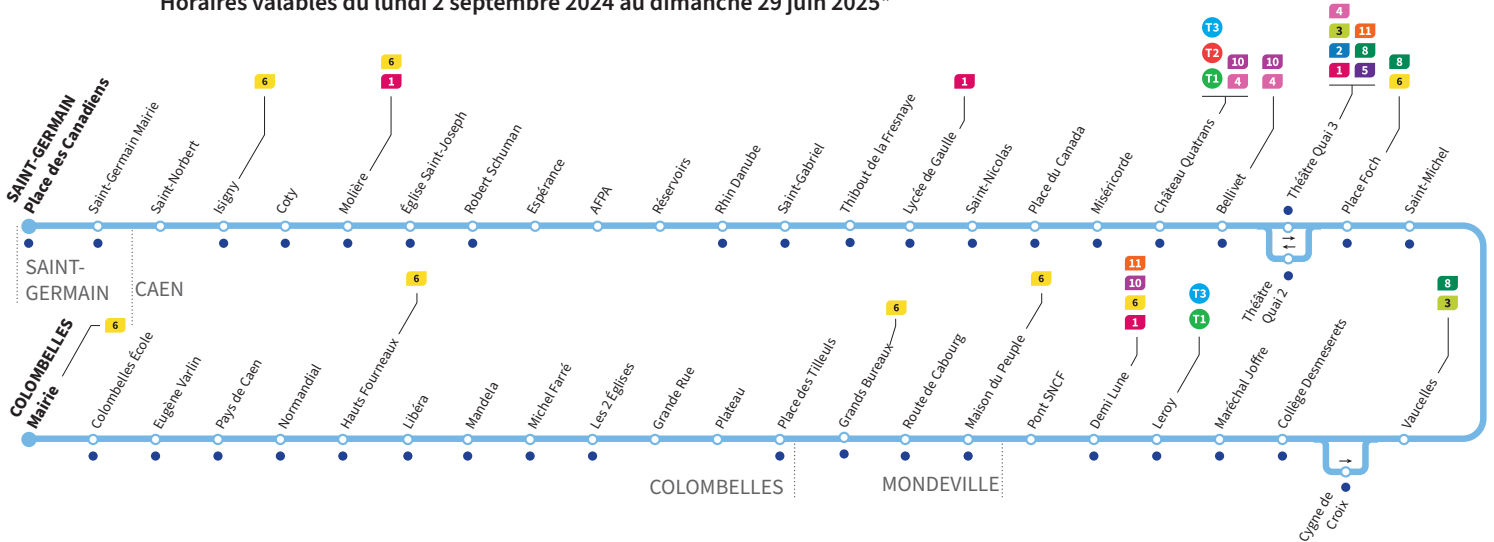 Horaires valables du lundi 2 septembre 2024 au dimanche 29 juin 2025*
SAINT-GERMAIN
Place des Canadiens
Saint-Germain Mairie
Saint-Norbert
Isigny
6
Coty
Molière
6
1
Église Saint-Joseph
Robert Schuman
Espérance
AFPA
Réservoirs
Rhin Danube
Saint-Gabriel
Thibout de la Fresnaye
Lycée de Gaulle
1
Saint-Nicolas
Place du Canada
Miséricorde
Château Quatrans
T3
T2 10
T1 4
Bellivet
10
4
Théâtre Quai 3
4
3 11
2 8
1 5
Place Foch
8
6
Saint-Michel
→
←
Théâtre
Quai 2
SAINT-
GERMAIN
CAEN
COLOMBELLES
Mairie
6
Colombelles École
Eugène Varlin
Pays de Caen
Normandial
Hauts Fourneaux
6
Libéra
Mandela
Michel Farré
Les 2 Églises
Grande Rue
Plateau
Place des Tilleuls
Grands Bureaux
6
Route de Cabourg
Maison du Peuple
6
Pont SNCF
Demi Lune
11
10
6
1
Leroy
T3
T1
Maréchal Joffre
Collège Desmeserets
→
Cygne de
Croix
Vaucelles
8
3
COLOMBELLES
MONDEVILLE